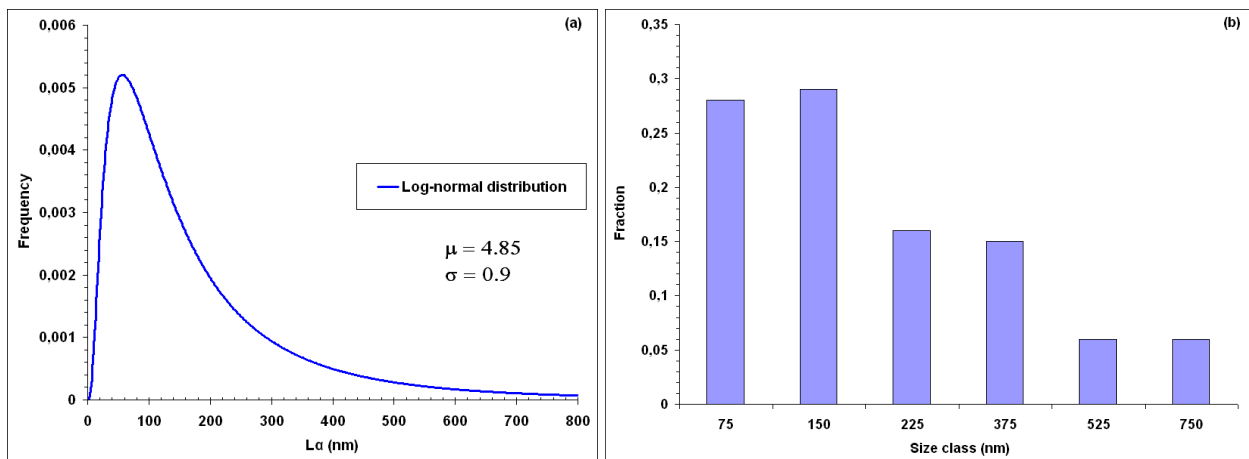 (a)
0,006
0,005
0,004
0,003
0,002
0,001
0
Frequency
Log-normal distribution
μ = 4.85
σ = 0.9
0 100 200 300 400 500 600 700 800
Lα (nm)
(b)
0,35
0,3
0,25
0,2
0,15
0,1
0,05
0
Fraction
75 150 225 375 525 750
Size class (nm)